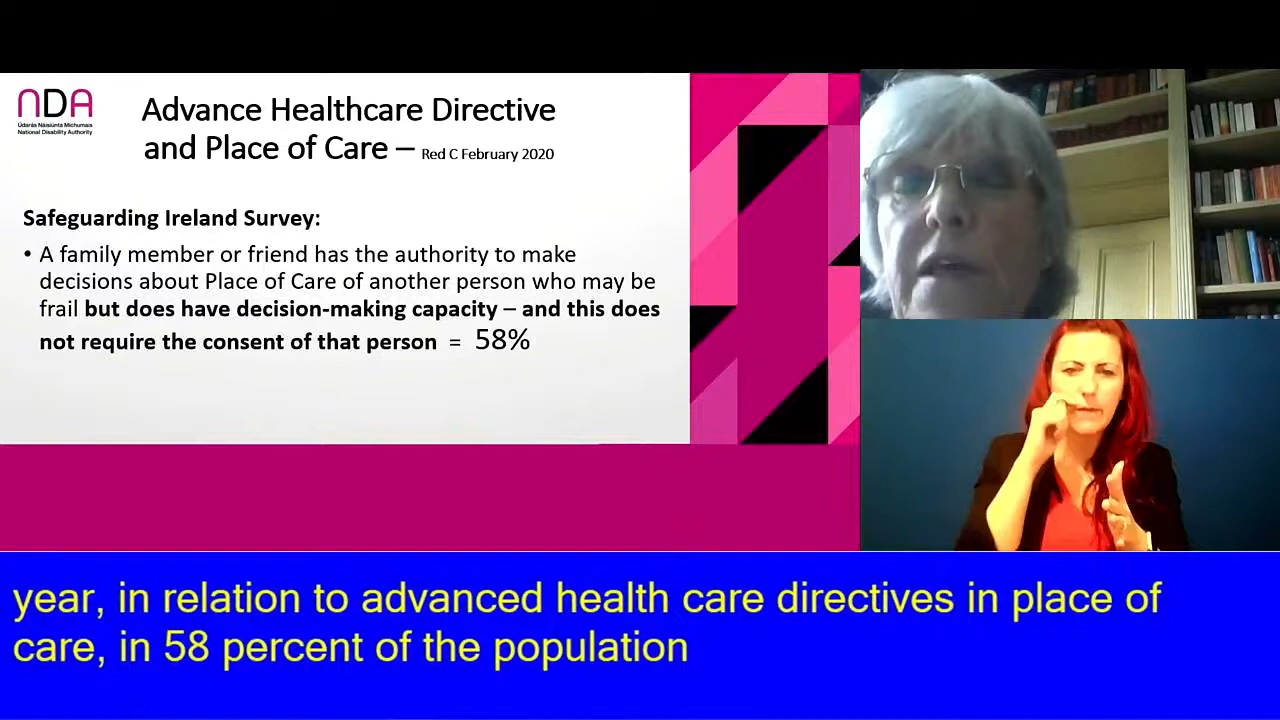 NDA
Údarás Náisiúnta Míchumais
National Disability Authority
Advance Healthcare Directive
and Place of Care – Red C February 2020
Safeguarding Ireland Survey:
• A family member or friend has the authority to make
decisions about Place of Care of another person who may be
frail but does have decision-making capacity – and this does
not require the consent of that person = 58%
year, in relation to advanced health care directives in place of
care, in 58 percent of the population